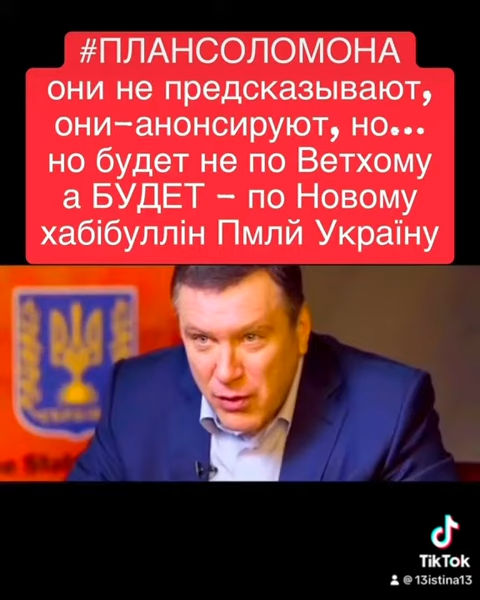 #ПЛАНСОЛОМОНА
они не предсказывают,
они-анонсируют, но...
но будет не по Ветхому
а БУДЕТ - по Новому
хабібуллін Пмлй Україну
TikTok
@13istina13